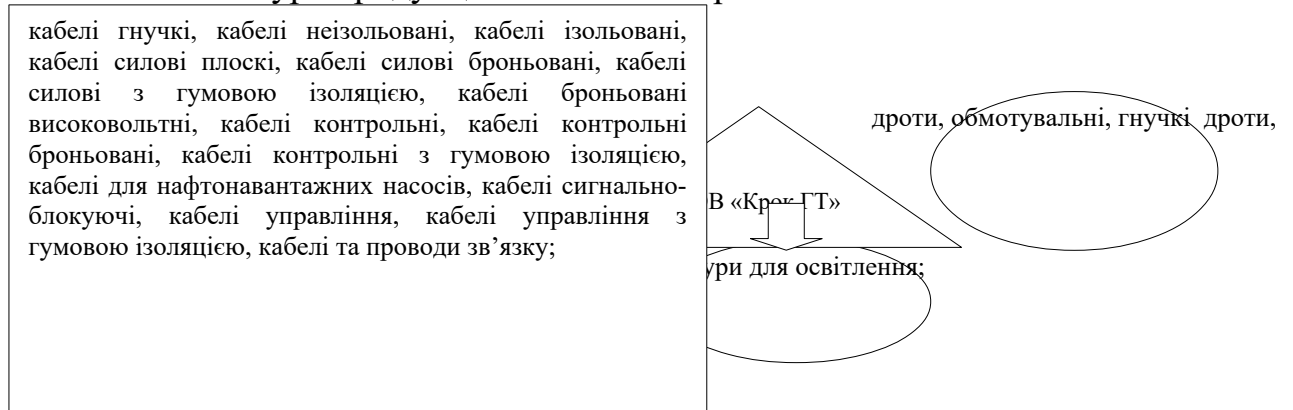 кабелі гнучкі, кабелі неізольовані, кабелі ізольовані,
кабелі силові плоскі, кабелі силові броньовані, кабелі
силові з гумовою ізоляцією, кабелі броньовані
високовольтні, кабелі контрольні, кабелі контрольні
броньовані, кабелі контрольні з гумовою ізоляцією,
кабелі для нафтонавантажних насосів, кабелі сигнально-
блокуючі, кабелі управління, кабелі управління з
гумовою ізоляцією, кабелі та проводи зв’язку;
дроти, обмотувальні, гнучкі дроти,
«Крок ГТ»
для освітлення;